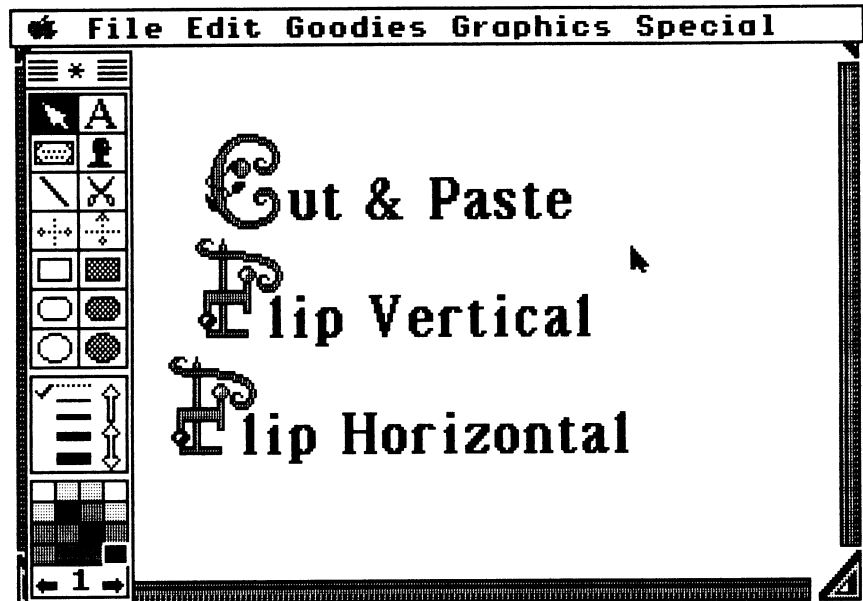 File Edit Goodies Graphics Special
A
Cut & Paste
Flip Vertical
Flip Horizontal
1